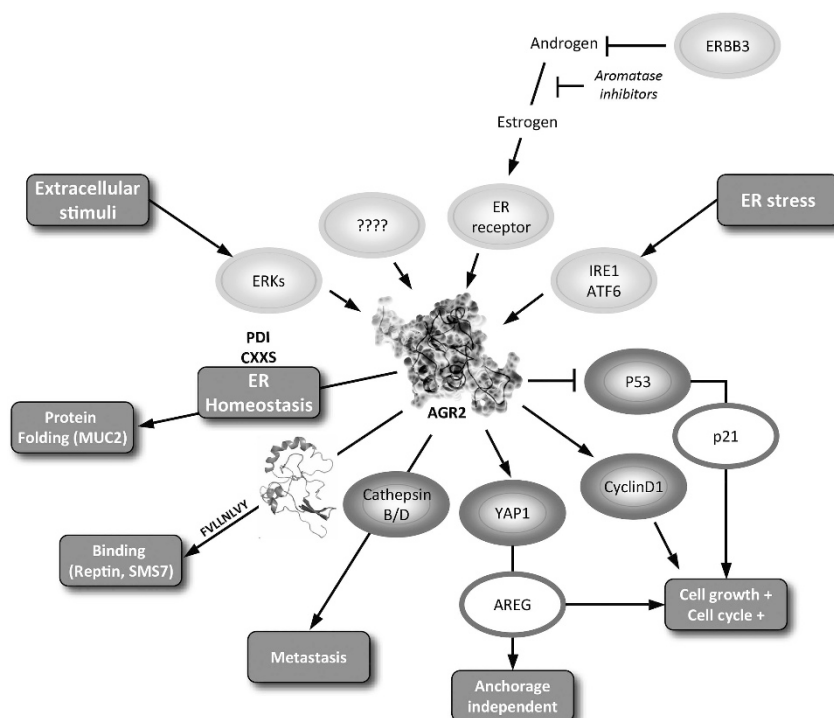 Androgen
ERBB3
Aromatase
inhibitors
Estrogen
Extracellular
stimuli
????
ER
receptor
ER stress
ERKs
IRE1
ATF6
PDI
CXXS
ER
Homeostasis
AGR2
P53
Protein
Folding (MUC2)
p21
Cathepsin
B/D
YAP1
CyclinD1
FVLLNLVY
Binding
(Reptin, SMS7)
AREG
Cell growth +
Cell cycle +
Metastasis
Anchorage
independent